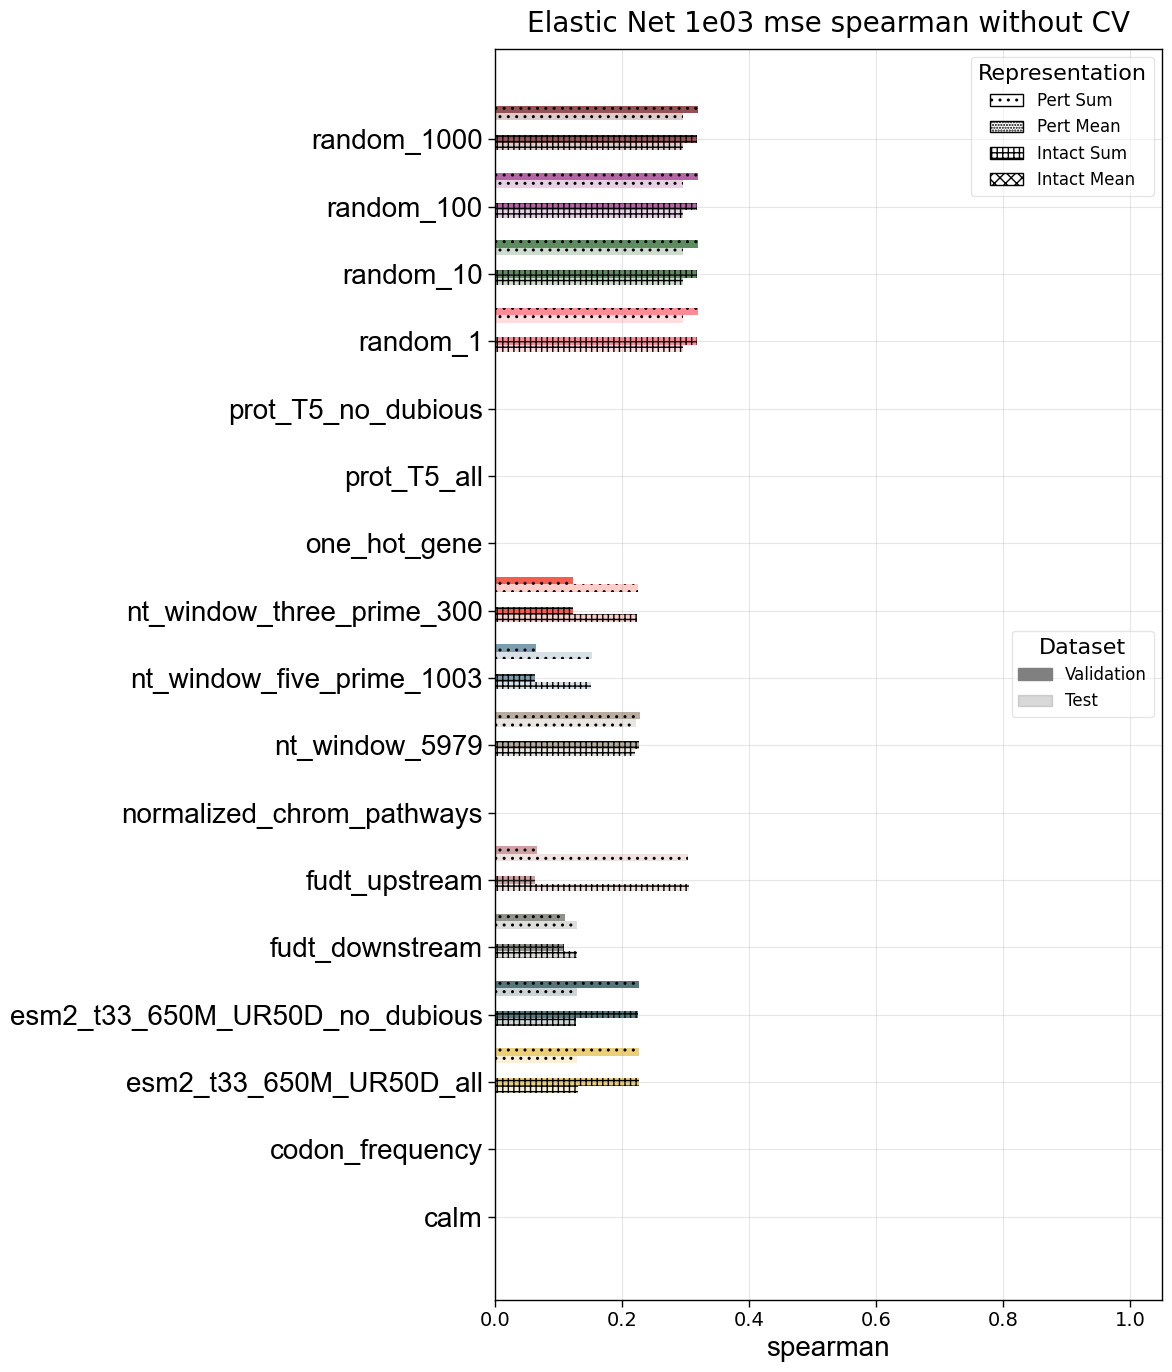 Elastic Net 1e03 mse spearman without CV
Representation
Pert Sum
Pert Mean
Intact Sum
Intact Mean
random_1000
random_100
random_10
random_1
prot_T5_no_dubious
prot_T5_all
one_hot_gene
nt_window_three_prime_300
Dataset
Validation
Test
nt_window_five_prime_1003
nt_window_5979
normalized_chrom_pathways
fudt_upstream
fudt_downstream
esm2_t33_650M_UR50D_no_dubious
esm2_t33_650M_UR50D_all
codon_frequency
calm
0.0 0.2 0.4 0.6 0.8 1.0
spearman